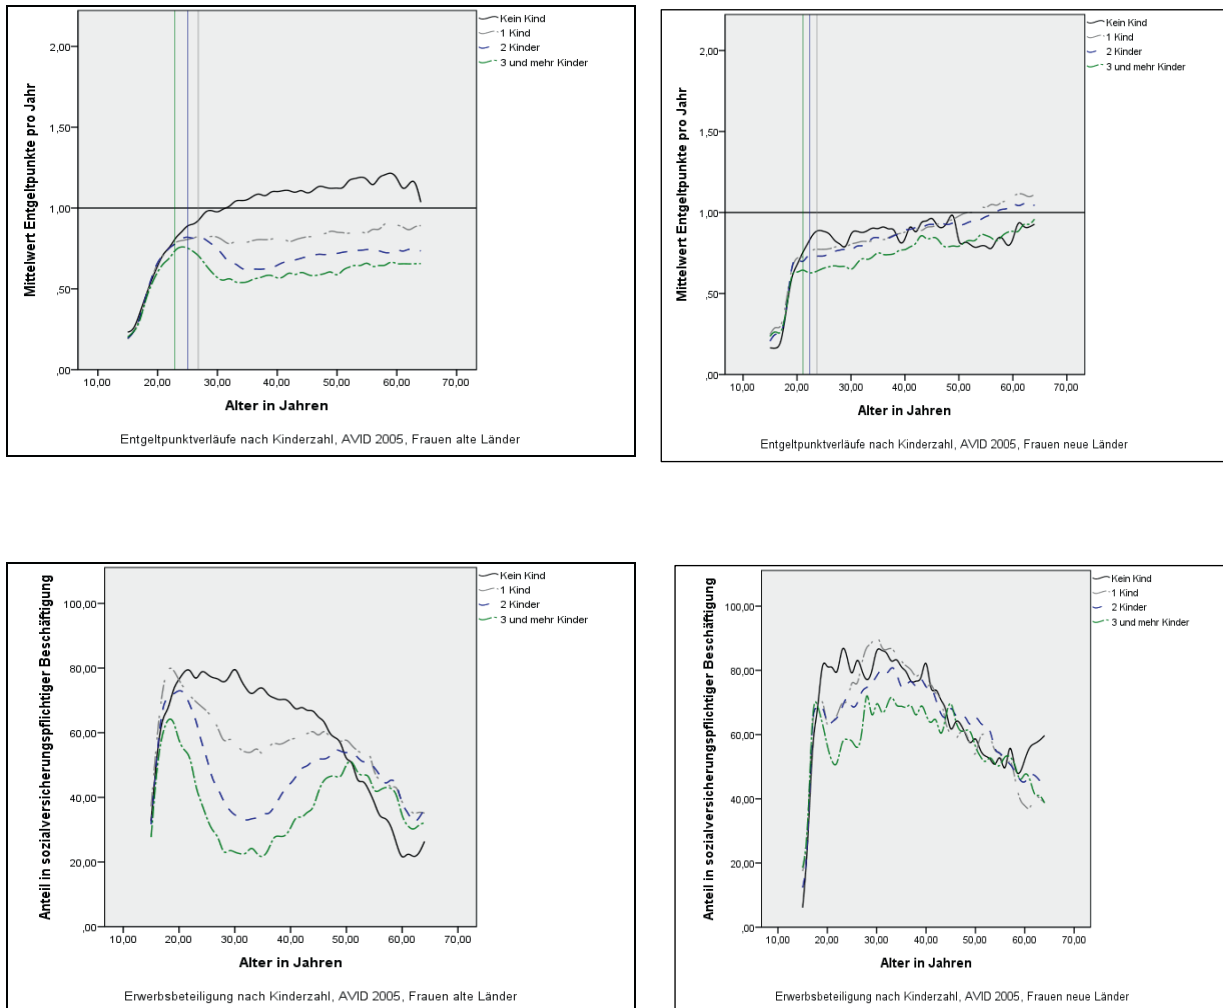 Kein Kind
1 Kind
2 Kinder
3 und mehr Kinder
Mittelwert Entgeltpunkte pro Jahr
2,00
1,50
1,00
,50
,00
10,00 20,00 30,00 40,00 50,00 60,00 70,00
Alter in Jahren
Entgeltpunktverläufe nach Kinderzahl, AVID 2005, Frauen alte Länder
Kein Kind
1 Kind
2 Kinder
3 und mehr Kinder
Mittelwert Entgeltpunkte pro Jahr
2,00
1,50
1,00
,50
,00
10,00 20,00 30,00 40,00 50,00 60,00 70,00
Alter in Jahren
Entgeltpunktverläufe nach Kinderzahl, AVID 2005, Frauen neue Länder
Kein Kind
1 Kind
2 Kinder
3 und mehr Kinder
Anteil in sozialversicherungspflichtiger Beschäftigung
100,00
80,00
60,00
40,00
20,00
,00
10,00 20,00 30,00 40,00 50,00 60,00 70,00
Alter in Jahren
Erwerbsbeteiligung nach Kinderzahl, AVID 2005, Frauen alte Länder
Kein Kind
1 Kind
2 Kinder
3 und mehr Kinder
Anteil in sozialversicherungspflichtiger Beschäftigung
100,00
80,00
60,00
40,00
20,00
,00
10,00 20,00 30,00 40,00 50,00 60,00 70,00
Alter in Jahren
Erwerbsbeteiligung nach Kinderzahl, AVID 2005, Frauen neue Länder